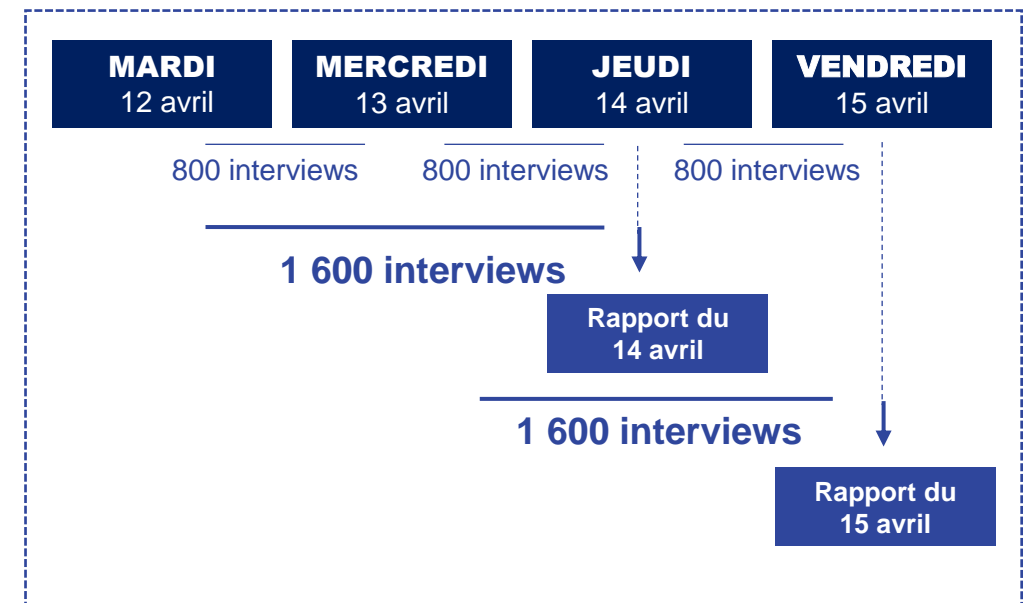 MARDI
12 avril
MERCREDI
13 avril
JEUDI
14 avril
VENDREDI
15 avril
800 interviews
800 interviews
800 interviews
1 600 interviews
Rapport du
14 avril
1 600 interviews
Rapport du
15 avril